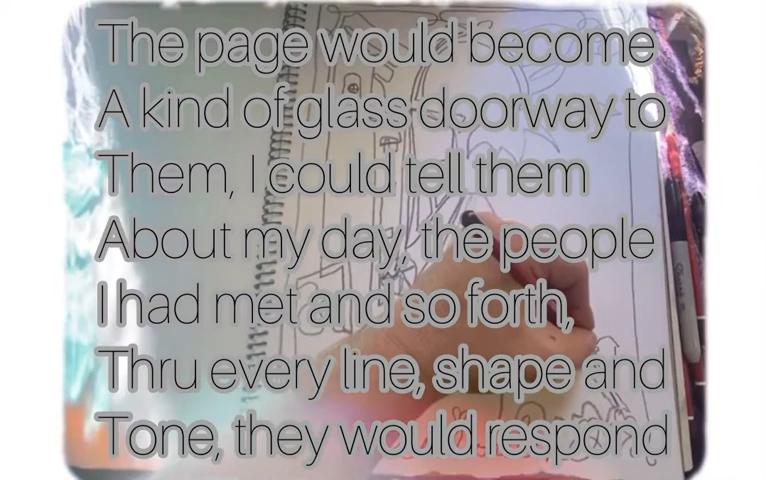 The page would become
A kind of glass doorway to
Them, I could tell them
About my day, the people
I had met and so forth,
Thru every line, shape and
Tone, they would respond